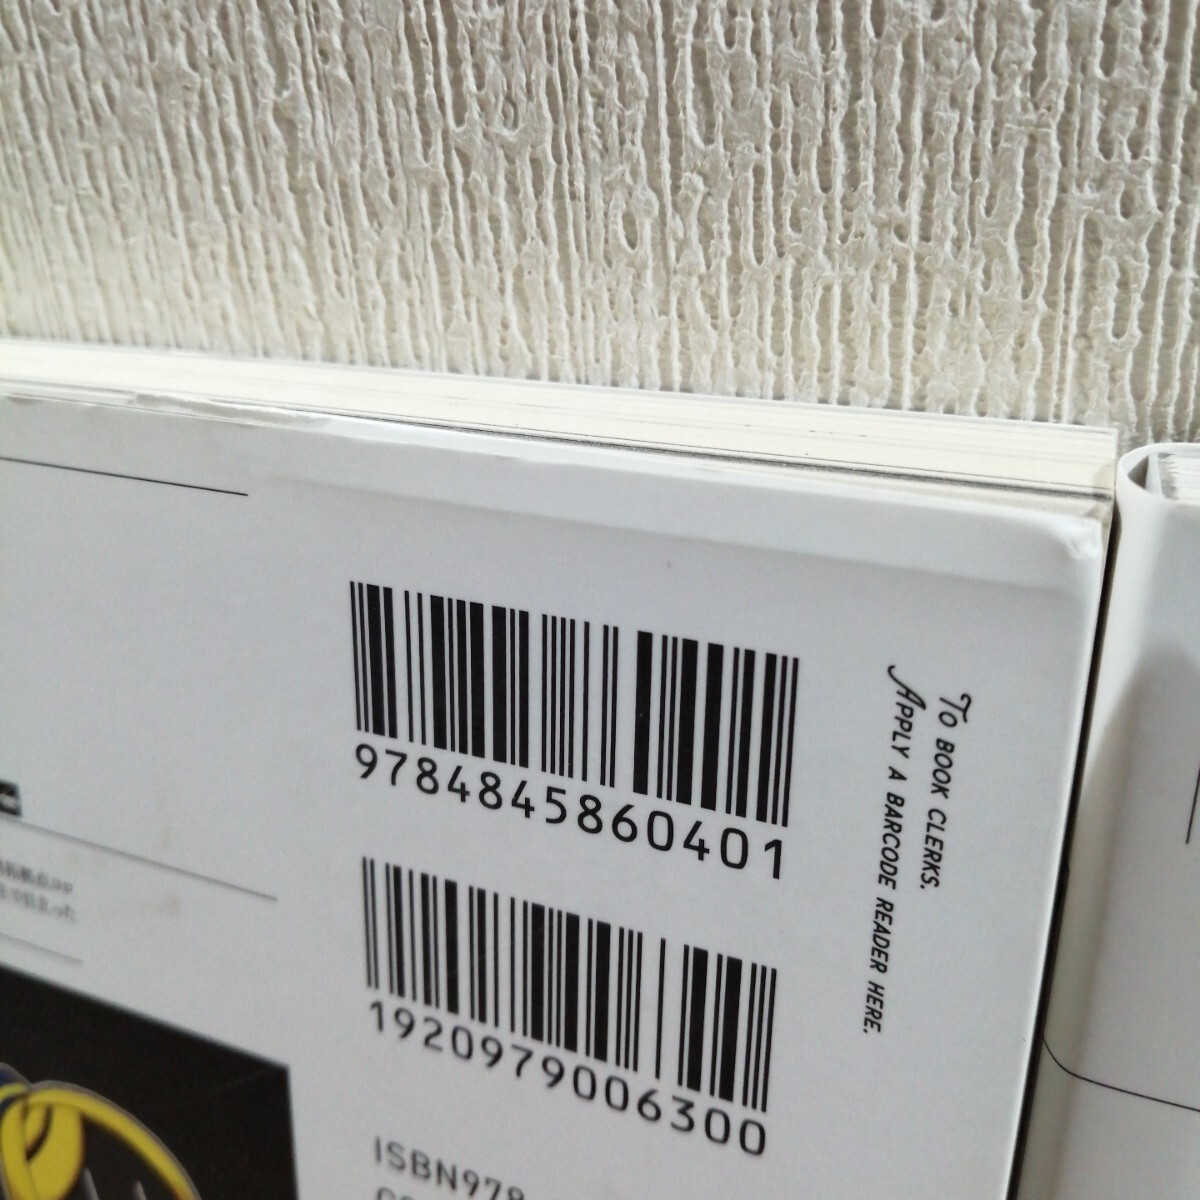 9784845860401
TO BOOK CLERKS.
APPLY A BARCODE READER HERE.
1920979006300
ISBN978